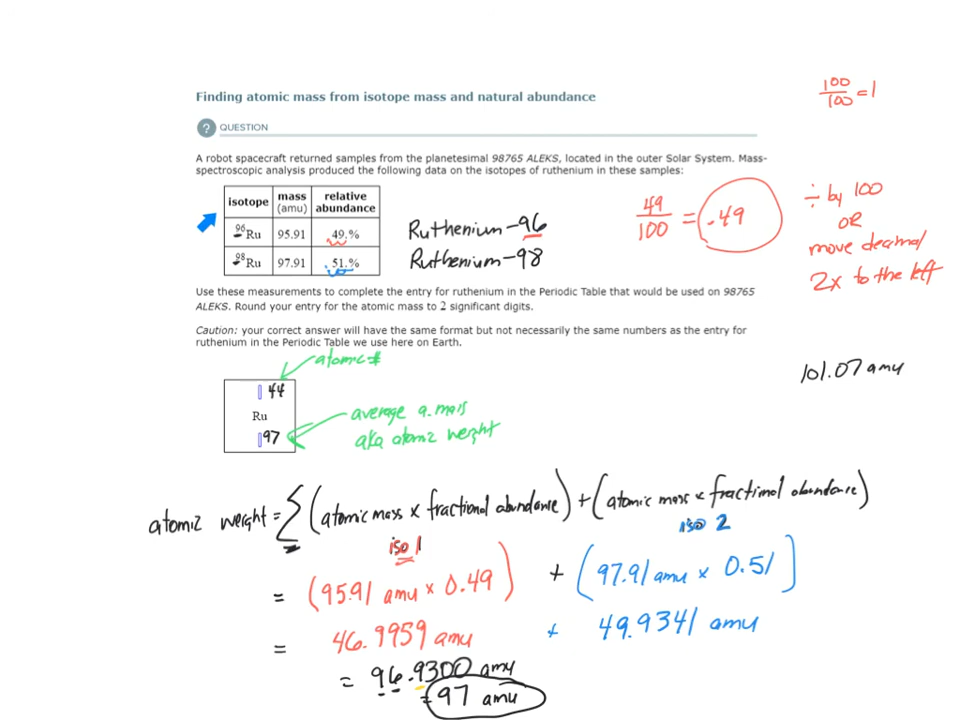 100/100 = 1
Finding atomic mass from isotope mass and natural abundance
? QUESTION
A robot spacecraft returned samples from the planetesimal 98765 ALEKS, located in the outer Solar System. Mass-
spectroscopic analysis produced the following data on the isotopes of ruthenium in these samples:
isotope mass (amu) relative abundance
96Ru 95.91 49.%
98Ru 97.91 51.%
Ruthenium-96
Ruthenium-98
49/100 = .49
÷ by 100
OR
move decimal
2x to the left
Use these measurements to complete the entry for ruthenium in the Periodic Table that would be used on 98765
ALEKS. Round your entry for the atomic mass to 2 significant digits.
Caution: your correct answer will have the same format but not necessarily the same numbers as the entry for
ruthenium in the Periodic Table we use here on Earth.
atomic #
101.07 amu
44
Ru
97
average a. mass
aka atomic weight
atomic weight = Σ (atomic mass x fractional abundance) + (atomic mass x fractional abundance)
iso 1 iso 2
= (95.91 amu x 0.49) + (97.91 amu x 0.51)
= 46.9959 amu + 49.9341 amu
= 96.9300 amu
= 97 amu